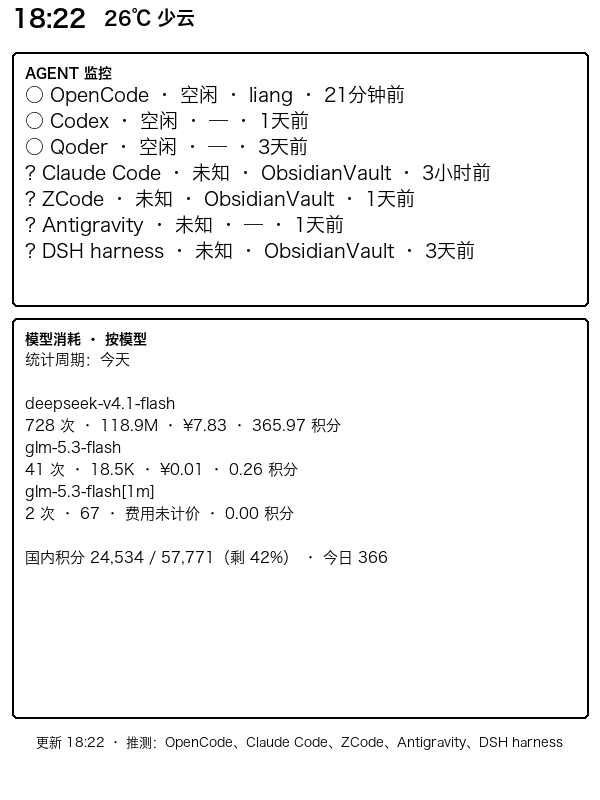 18:22 26℃ 少云
AGENT 监控
○ OpenCode · 空闲 · liang · 21分钟前
○ Codex · 空闲 · — · 1天前
○ Qoder · 空闲 · — · 3天前
? Claude Code · 未知 · ObsidianVault · 3小时前
? ZCode · 未知 · ObsidianVault · 1天前
? Antigravity · 未知 · — · 1天前
? DSH harness · 未知 · ObsidianVault · 3天前
模型消耗 · 按模型
统计周期：今天
deepseek-v4.1-flash
728 次 · 118.9M · ¥7.83 · 365.97 积分
glm-5.3-flash
41 次 · 18.5K · ¥0.01 · 0.26 积分
glm-5.3-flash[1m]
2 次 · 67 · 费用未计价 · 0.00 积分
国内积分 24,534 / 57,771（剩 42%） · 今日 366
更新 18:22 · 推测：OpenCode、Claude Code、ZCode、Antigravity、DSH harness